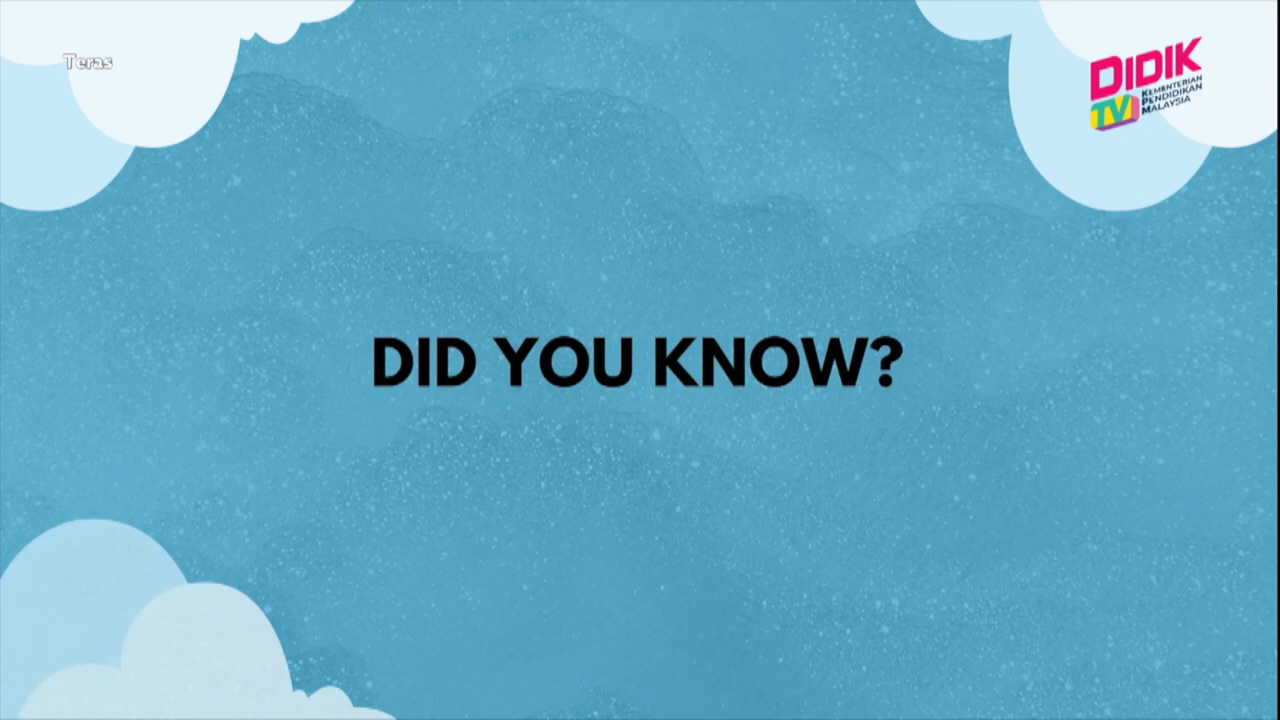 Teras
DIDIK
TV
KEMENTERIAN
PENDIDIKAN
MALAYSIA
DID YOU KNOW?